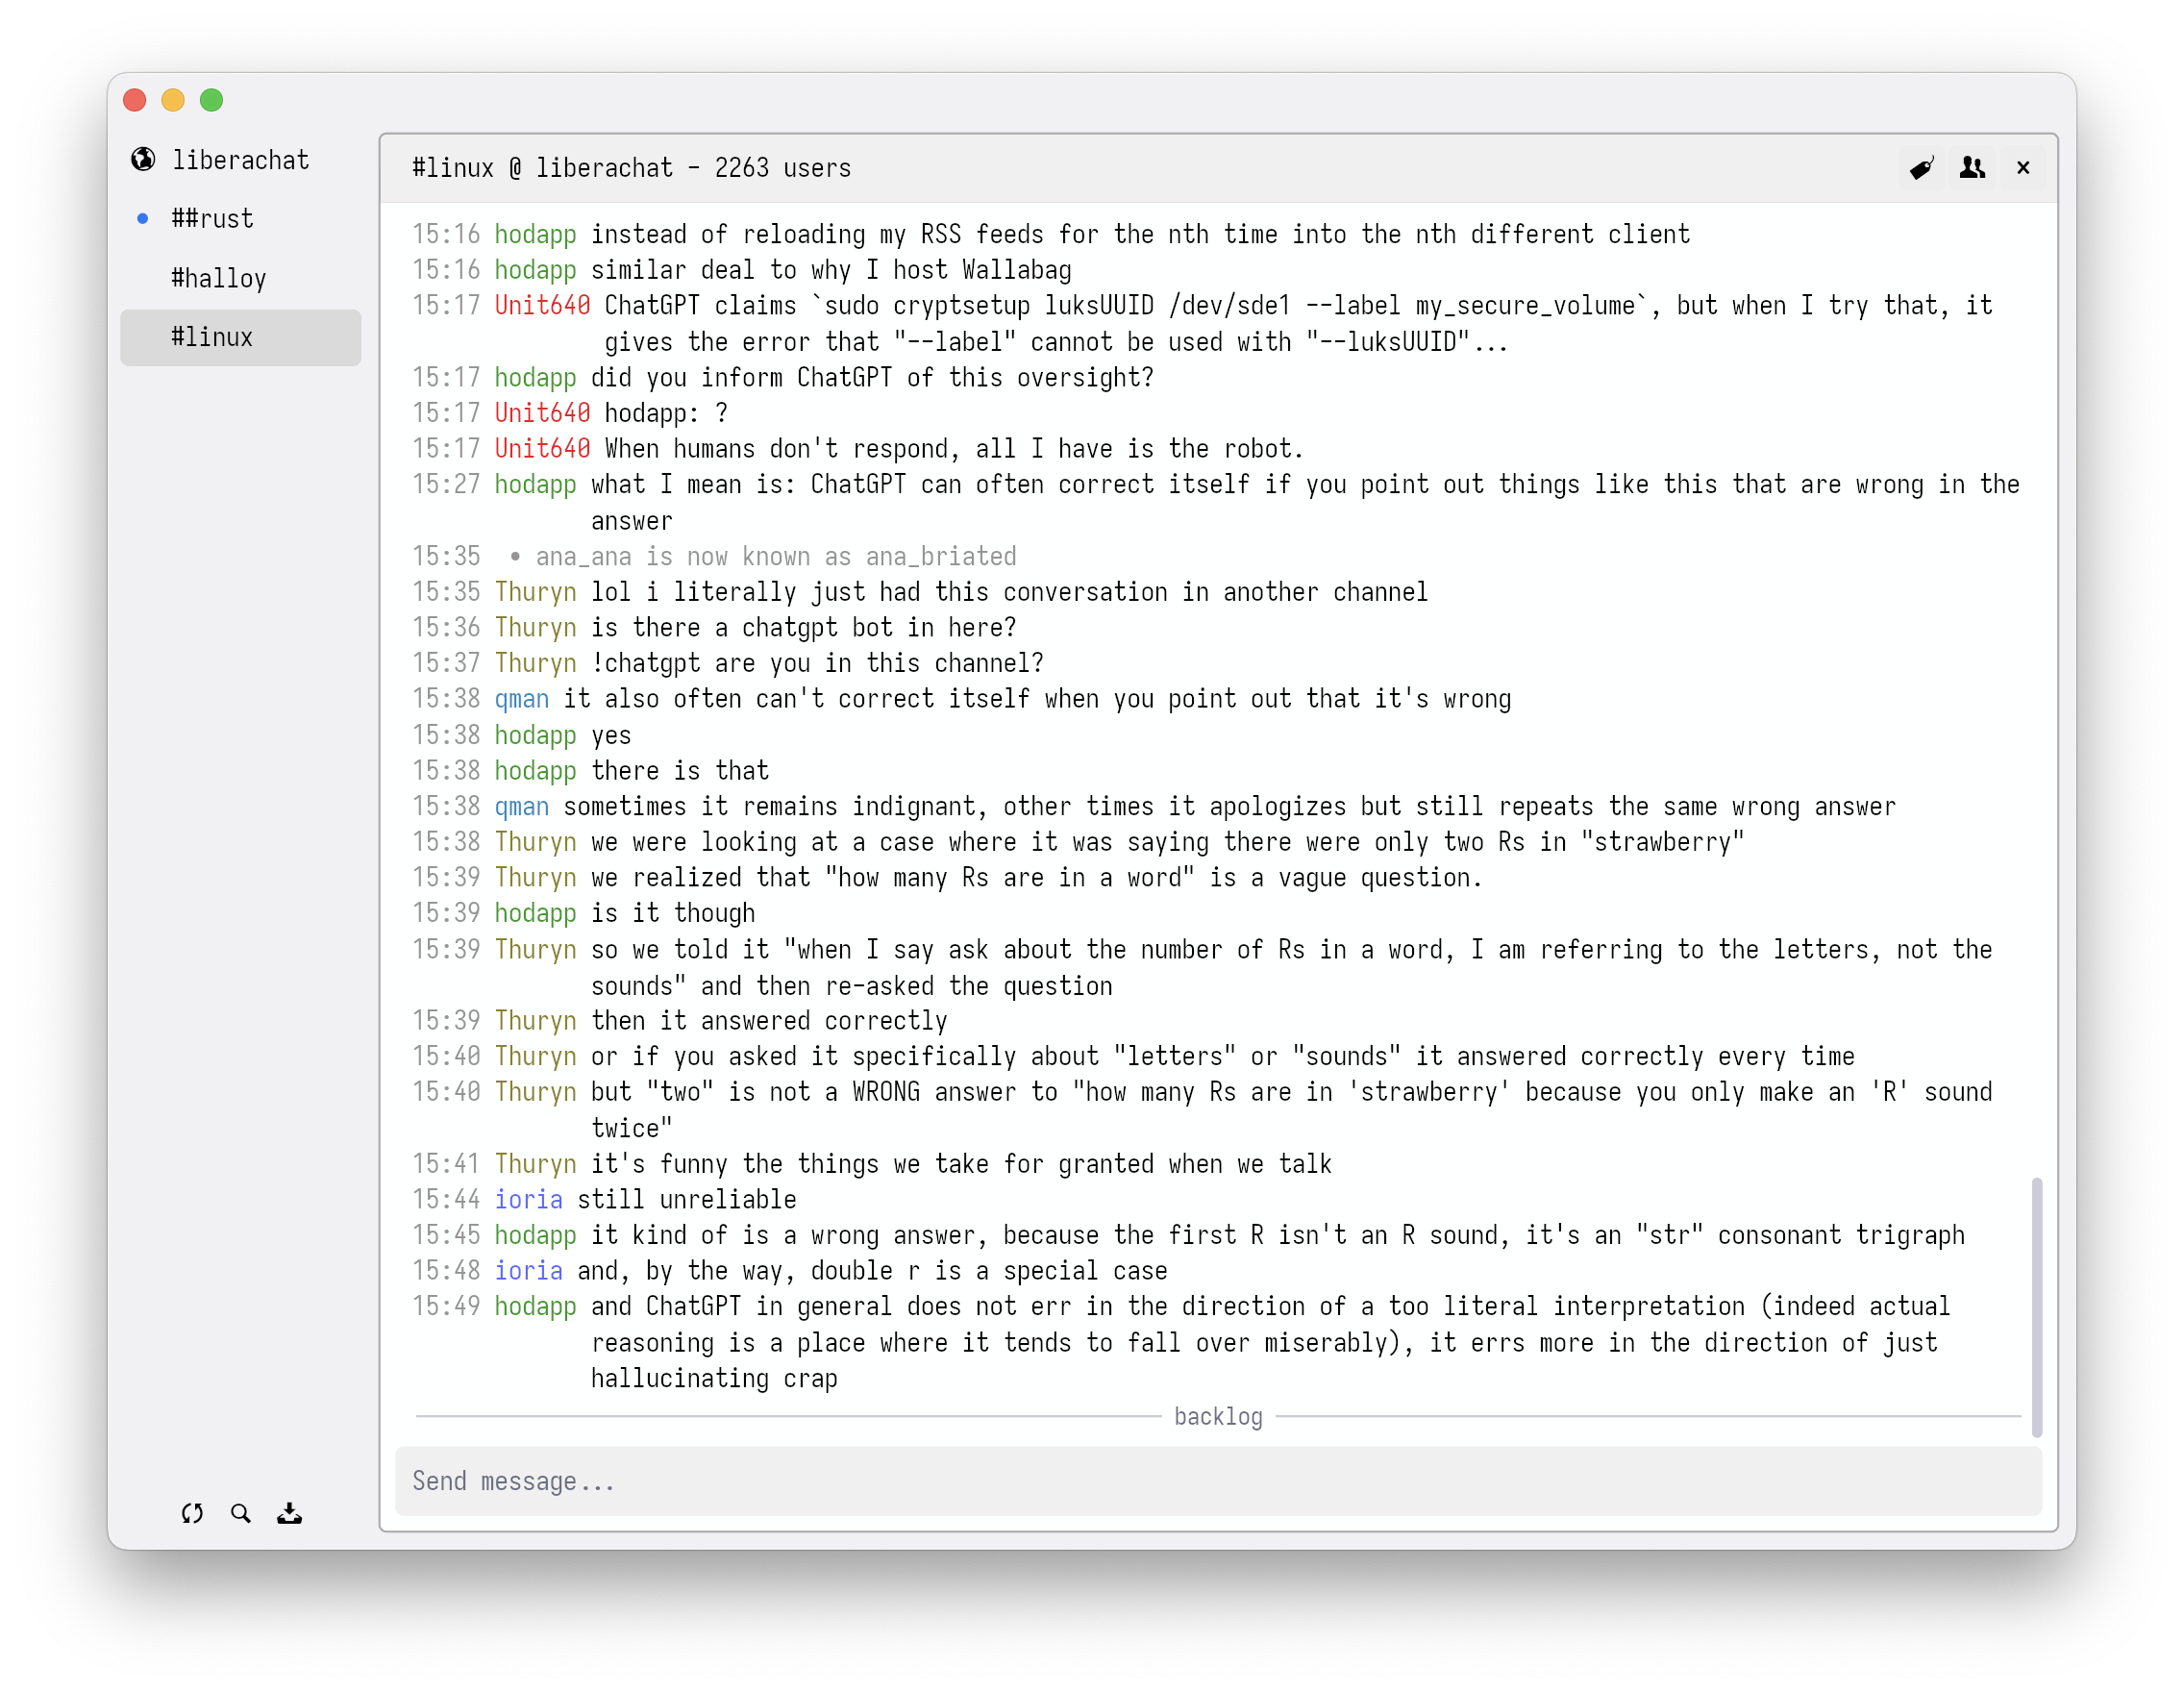 liberachat
##rust
#halloy
#linux
#linux @ liberachat - 2263 users
15:16 hodapp instead of reloading my RSS feeds for the nth time into the nth different client
15:16 hodapp similar deal to why I host Wallabag
15:17 Unit640 ChatGPT claims `sudo cryptsetup luksUUID /dev/sde1 --label my_secure_volume`, but when I try that, it
gives the error that "--label" cannot be used with "--luksUUID"...
15:17 hodapp did you inform ChatGPT of this oversight?
15:17 Unit640 hodapp: ?
15:17 Unit640 When humans don't respond, all I have is the robot.
15:27 hodapp what I mean is: ChatGPT can often correct itself if you point out things like this that are wrong in the
answer
15:35 • ana_ana is now known as ana_briated
15:35 Thuryn lol i literally just had this conversation in another channel
15:36 Thuryn is there a chatgpt bot in here?
15:37 Thuryn !chatgpt are you in this channel?
15:38 qman it also often can't correct itself when you point out that it's wrong
15:38 hodapp yes
15:38 hodapp there is that
15:38 qman sometimes it remains indignant, other times it apologizes but still repeats the same wrong answer
15:38 Thuryn we were looking at a case where it was saying there were only two Rs in "strawberry"
15:39 Thuryn we realized that "how many Rs are in a word" is a vague question.
15:39 hodapp is it though
15:39 Thuryn so we told it "when I say ask about the number of Rs in a word, I am referring to the letters, not the
sounds" and then re-asked the question
15:39 Thuryn then it answered correctly
15:40 Thuryn or if you asked it specifically about "letters" or "sounds" it answered correctly every time
15:40 Thuryn but "two" is not a WRONG answer to "how many Rs are in 'strawberry' because you only make an 'R' sound
twice"
15:41 Thuryn it's funny the things we take for granted when we talk
15:44 ioria still unreliable
15:45 hodapp it kind of is a wrong answer, because the first R isn't an R sound, it's an "str" consonant trigraph
15:48 ioria and, by the way, double r is a special case
15:49 hodapp and ChatGPT in general does not err in the direction of a too literal interpretation (indeed actual
reasoning is a place where it tends to fall over miserably), it errs more in the direction of just
hallucinating crap
backlog
Send message...